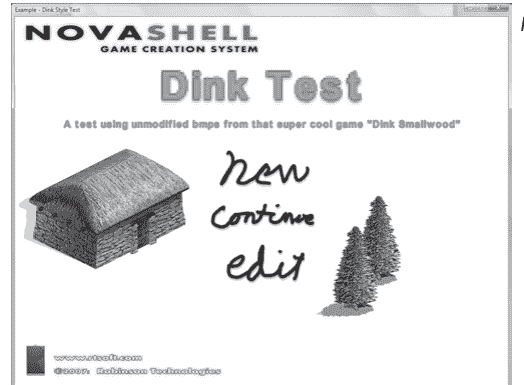 Example - Dink Style Test
NOVASHELL
GAME CREATION SYSTEM
Dink Test
A test using unmodified bmps from that super cool game "Dink Smallwood"
new
continue
edit
www.rtsoft.com
©2007: Robinson Technologies